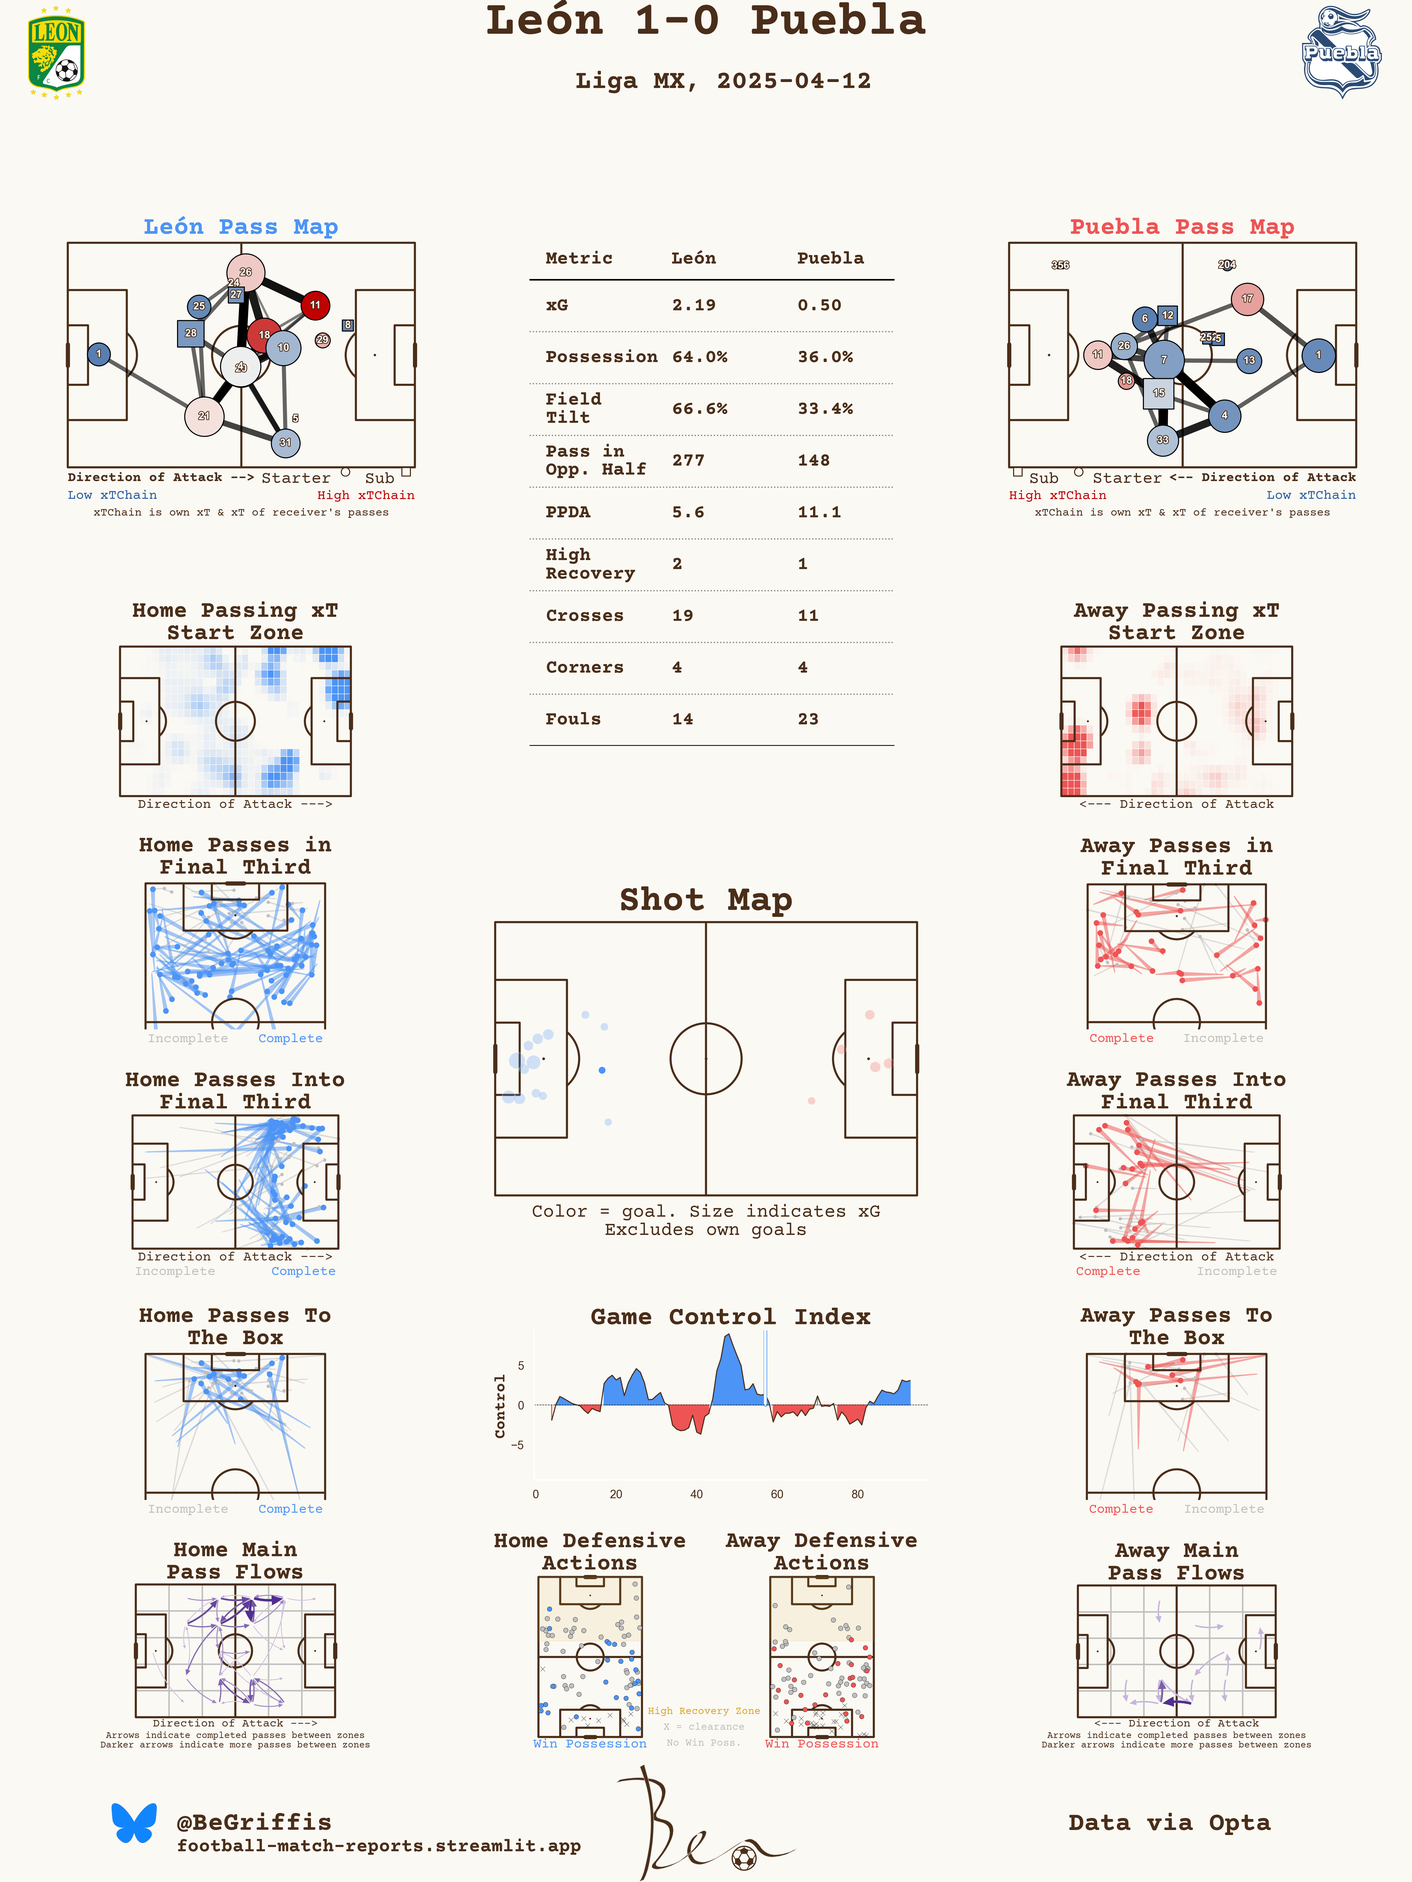 León 1-0 Puebla
Liga MX, 2025-04-12
LEON
F C
Puebla
León Pass Map
26
24
27
25
11
28
18
10
8
29
1
21
5
31
Direction of Attack --> Starter Sub
Low xTChain High xTChain
xTChain is own xT & xT of receiver's passes
Metric León Puebla
xG 2.19 0.50
Possession 64.0% 36.0%
Field
Tilt 66.6% 33.4%
Pass in
Opp. Half 277 148
PPDA 5.6 11.1
High
Recovery 2 1
Crosses 19 11
Corners 4 4
Fouls 14 23
Puebla Pass Map
356
204
17
6
12
26
11
7
13
1
18
15
4
33
Sub Starter <-- Direction of Attack
High xTChain Low xTChain
xTChain is own xT & xT of receiver's passes
Home Passing xT
Start Zone
Direction of Attack --->
Away Passing xT
Start Zone
<--- Direction of Attack
Home Passes in
Final Third
Incomplete Complete
Away Passes in
Final Third
Complete Incomplete
Shot Map
Color = goal. Size indicates xG
Excludes own goals
Home Passes Into
Final Third
Direction of Attack --->
Incomplete Complete
Away Passes Into
Final Third
<--- Direction of Attack
Complete Incomplete
Home Passes To
The Box
Incomplete Complete
Game Control Index
Control
5
0
−5
0 20 40 60 80
Away Passes To
The Box
Complete Incomplete
Home Main
Pass Flows
Direction of Attack --->
Arrows indicate completed passes between zones
Darker arrows indicate more passes between zones
Home Defensive
Actions
Win Possession
High Recovery Zone
X = clearance
No Win Poss.
Away Defensive
Actions
Win Possession
Away Main
Pass Flows
<--- Direction of Attack
Arrows indicate completed passes between zones
Darker arrows indicate more passes between zones
@BeGriffis
football-match-reports.streamlit.app
Ben
Data via Opta